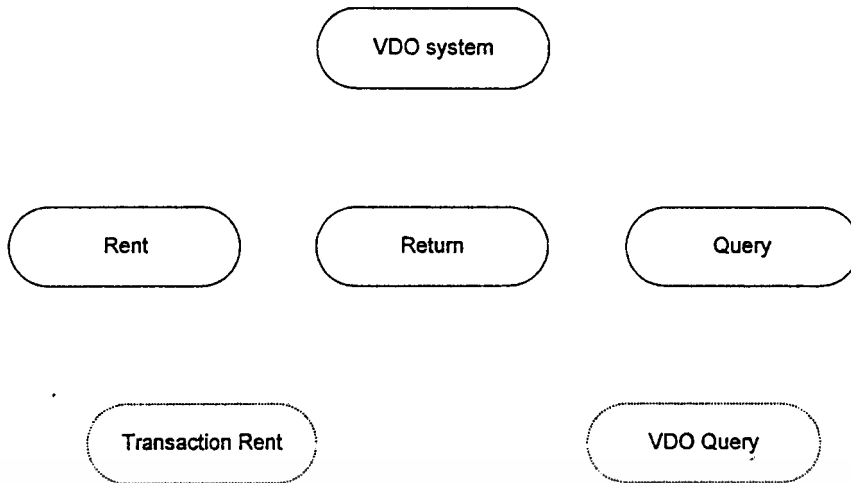 VDO system
Rent
Return
Query
Transaction Rent
VDO Query